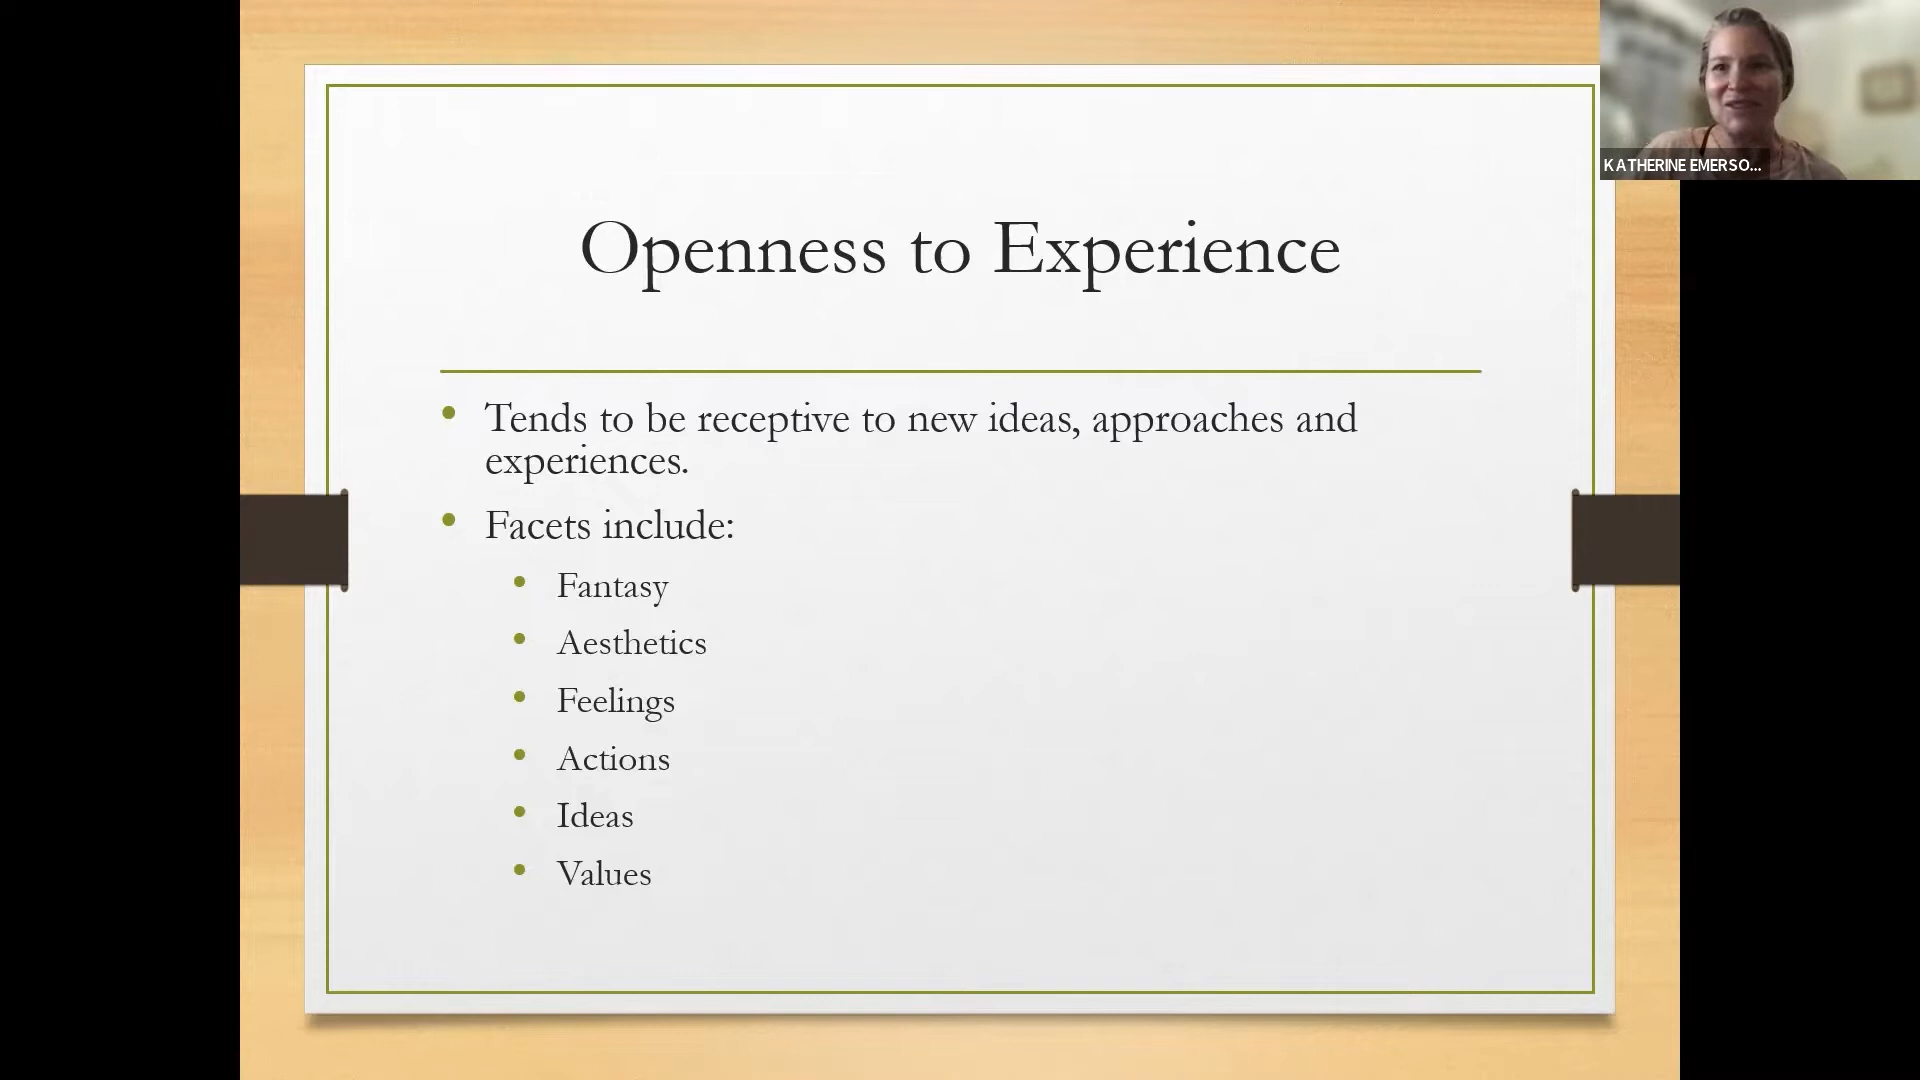 KATHERINE EMERSO...
Openness to Experience
Tends to be receptive to new ideas, approaches and
experiences.
Facets include:
Fantasy
Aesthetics
Feelings
Actions
Ideas
Values